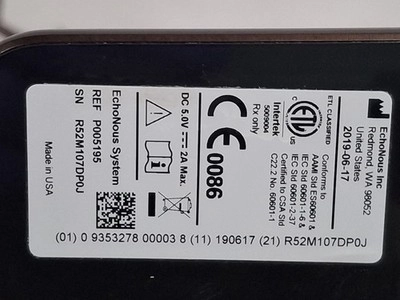 EchoNous Inc
Redmond, WA 98052
United States
2019-06-17
ETL CLASSIFIED
ETL
Intertek
5009004
Rx only
Conforms to
AAMI Std ES60601 &
IEC Std 60601-1-6 &
IEC Std 60601-2-37
Certified to CSA Std
C22.2 No. 60601-1
CE 0086
DC 5.0V 2A Max.
EchoNous System
REF P005195
SN R52M107DP0J
Made in USA
(01) 0 9353278 00003 8 (11) 190617 (21) R52M107DP0J